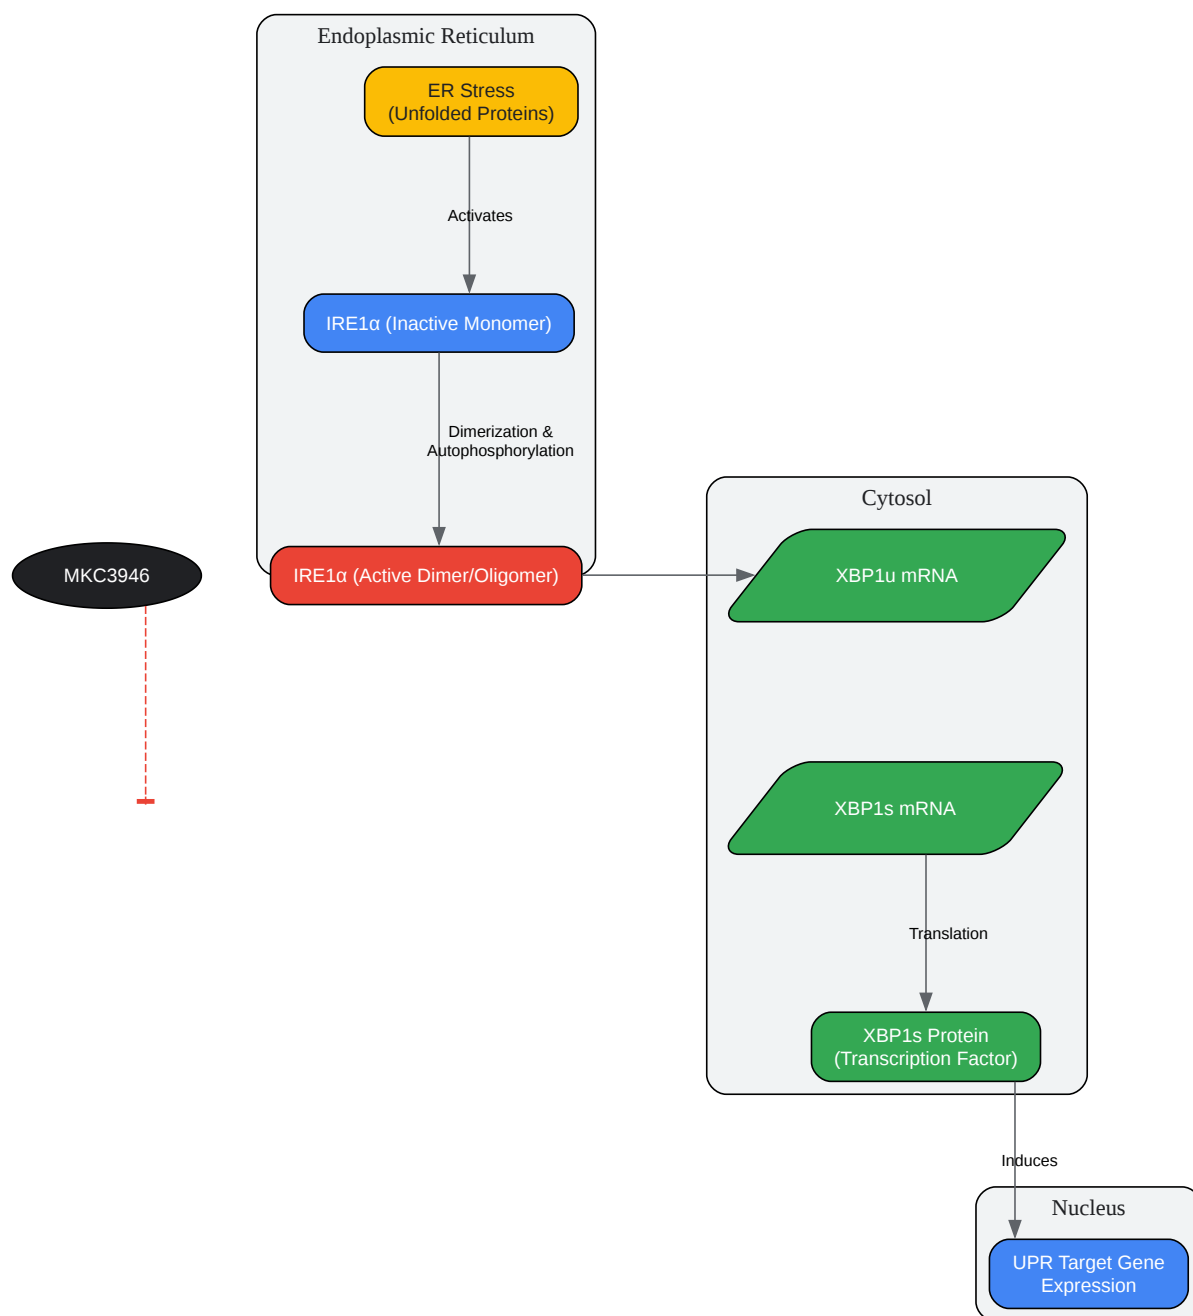 Endoplasmic Reticulum
ER Stress
(Unfolded Proteins)
Activates
IRE1α (Inactive Monomer)
Dimerization &
Autophosphorylation
MKC3946
IRE1α (Active Dimer/Oligomer)
Cytosol
XBP1u mRNA
XBP1s mRNA
Translation
XBP1s Protein
(Transcription Factor)
Induces
Nucleus
UPR Target Gene
Expression